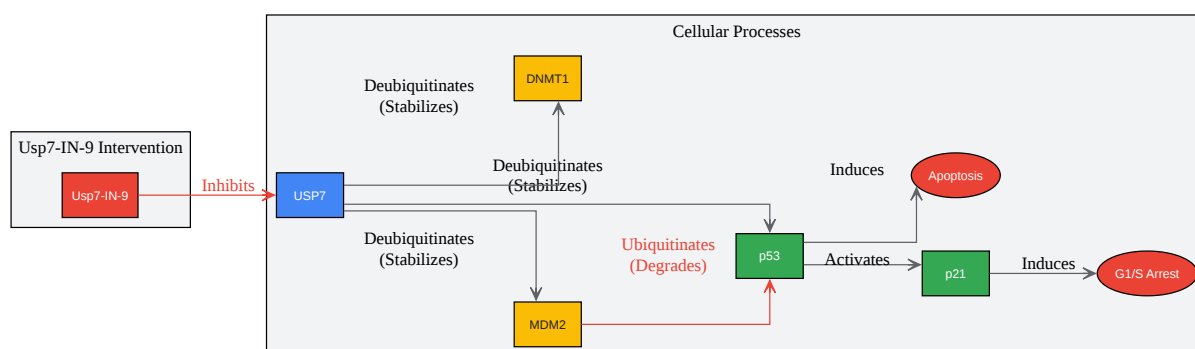 Cellular Processes
Deubiquitinates
(Stabilizes)
DNMT1
Usp7-IN-9 Intervention
Usp7-IN-9
Inhibits
USP7
Deubiquitinates
(Stabilizes)
Induces
Apoptosis
Deubiquitinates
(Stabilizes)
Ubiquitinates
(Degrades)
p53
Activates
p21
Induces
G1/S Arrest
MDM2